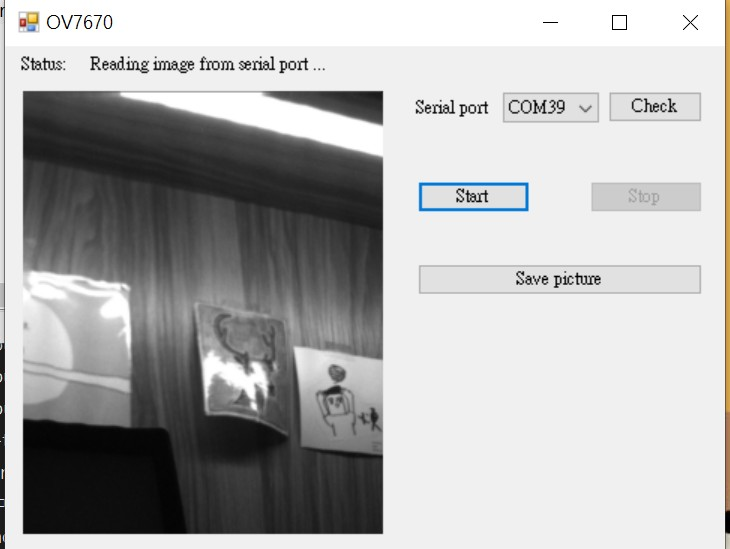 OV7670
Status: Reading image from serial port ...
Serial port COM39 Check
Start Stop
Save picture